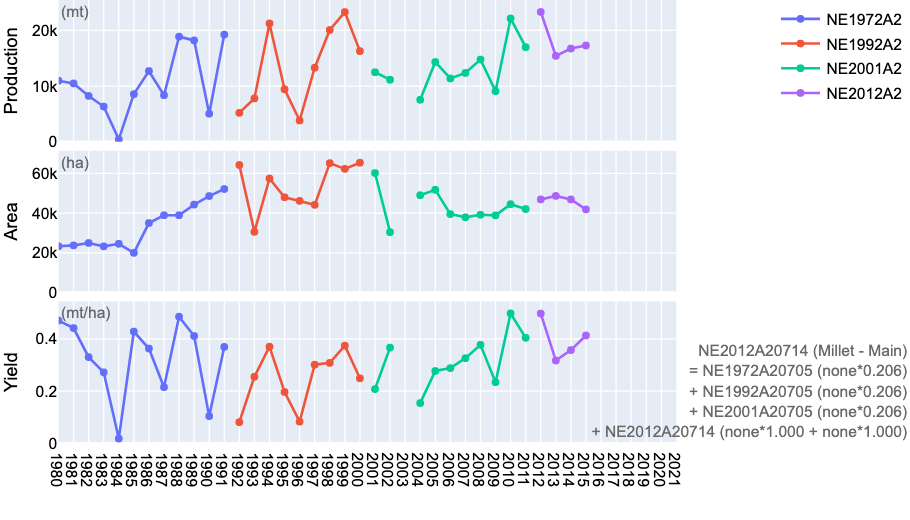 (mt)
Production
20k
10k
0
NE1972A2
NE1992A2
NE2001A2
NE2012A2
(ha)
Area
60k
40k
20k
0
(mt/ha)
Yield
0.4
0.2
0
NE2012A20714 (Millet - Main)
= NE1972A20705 (none*0.206)
+ NE1992A20705 (none*0.206)
+ NE2001A20705 (none*0.206)
+ NE2012A20714 (none*1.000 + none*1.000)
1980
1981
1982
1983
1984
1985
1986
1987
1988
1989
1990
1991
1992
1993
1994
1995
1996
1997
1998
1999
2000
2001
2002
2003
2004
2005
2006
2007
2008
2009
2010
2011
2012
2013
2014
2015
2016
2017
2018
2019
2020
2021